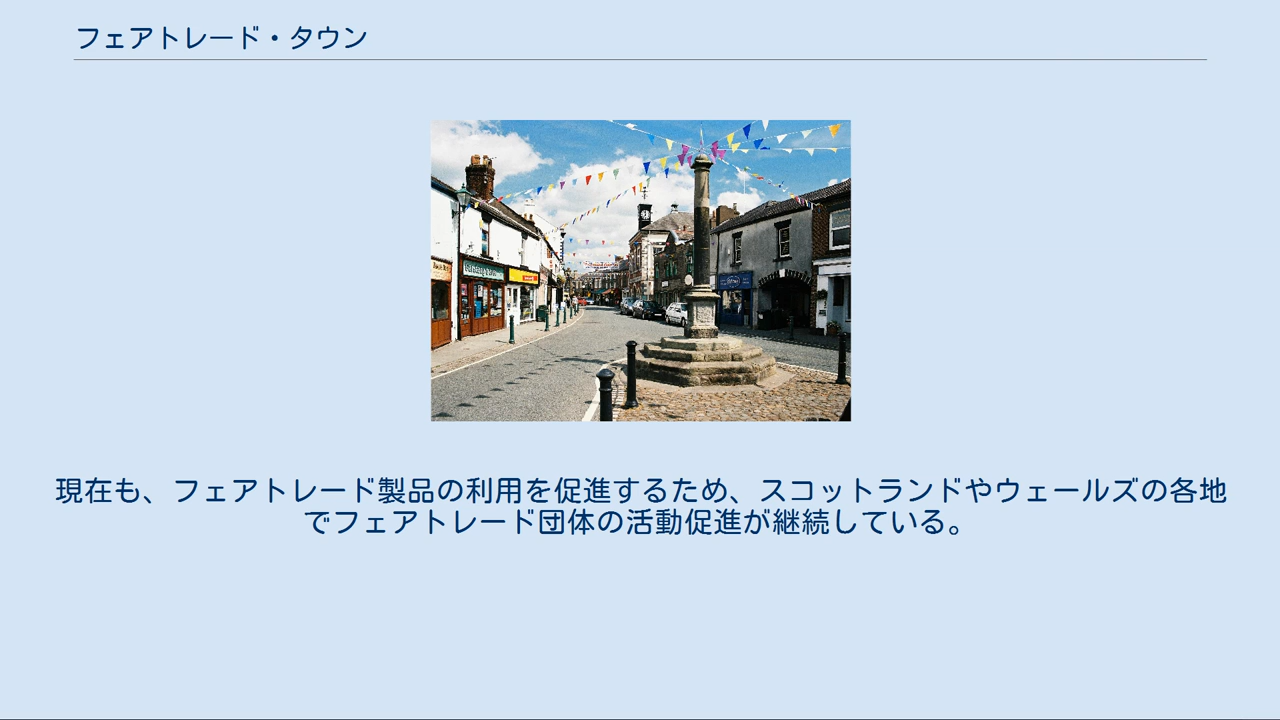 フェアトレード・タウン
現在も、フェアトレード製品の利用を促進するため、スコットランドやウェールズの各地
でフェアトレード団体の活動促進が継続している。